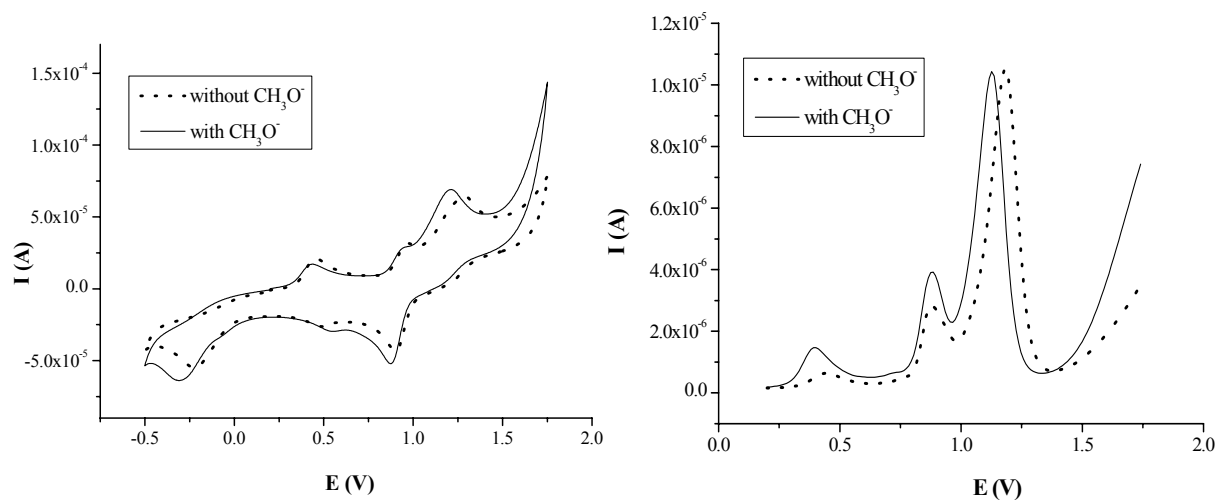 1.5x10⁻⁴
1.0x10⁻⁴
5.0x10⁻⁵
0.0
-5.0x10⁻⁵
I (A)
without CH₃O⁻
with CH₃O⁻
-0.5 0.0 0.5 1.0 1.5 2.0
E (V)
1.2x10⁻⁵
1.0x10⁻⁵
8.0x10⁻⁶
6.0x10⁻⁶
4.0x10⁻⁶
2.0x10⁻⁶
0.0
I (A)
without CH₃O⁻
with CH₃O⁻
0.0 0.5 1.0 1.5 2.0
E (V)